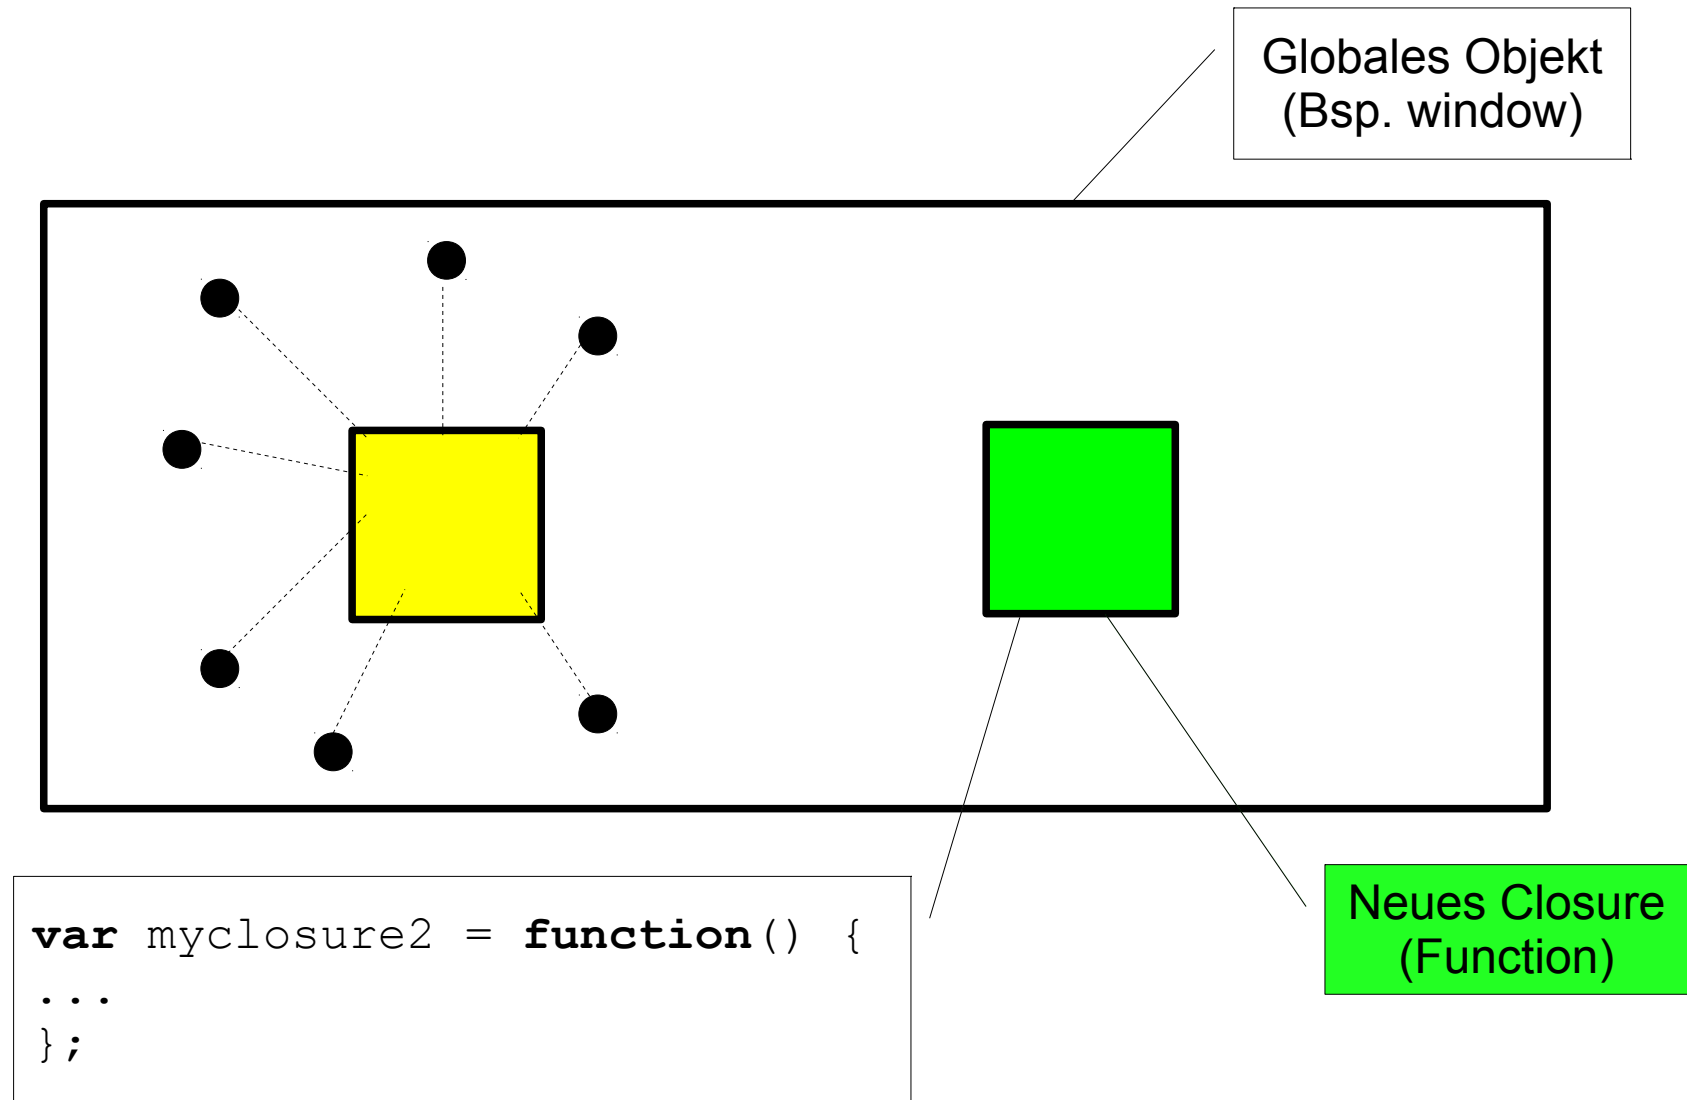 Globales Objekt
(Bsp. window)
var myclosure2 = function() {
...
};
Neues Closure
(Function)